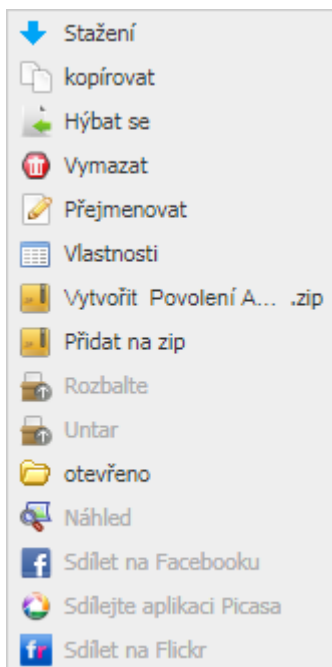 Stažení
kopírovat
Hýbat se
Vymazat
Přejmenovat
Vlastnosti
Vytvořit Povolení A... .zip
Přidat na zip
Rozbalte
Untar
otevřeno
Náhled
Sdílet na Facebooku
Sdílejte aplikaci Picasa
Sdílet na Flickr